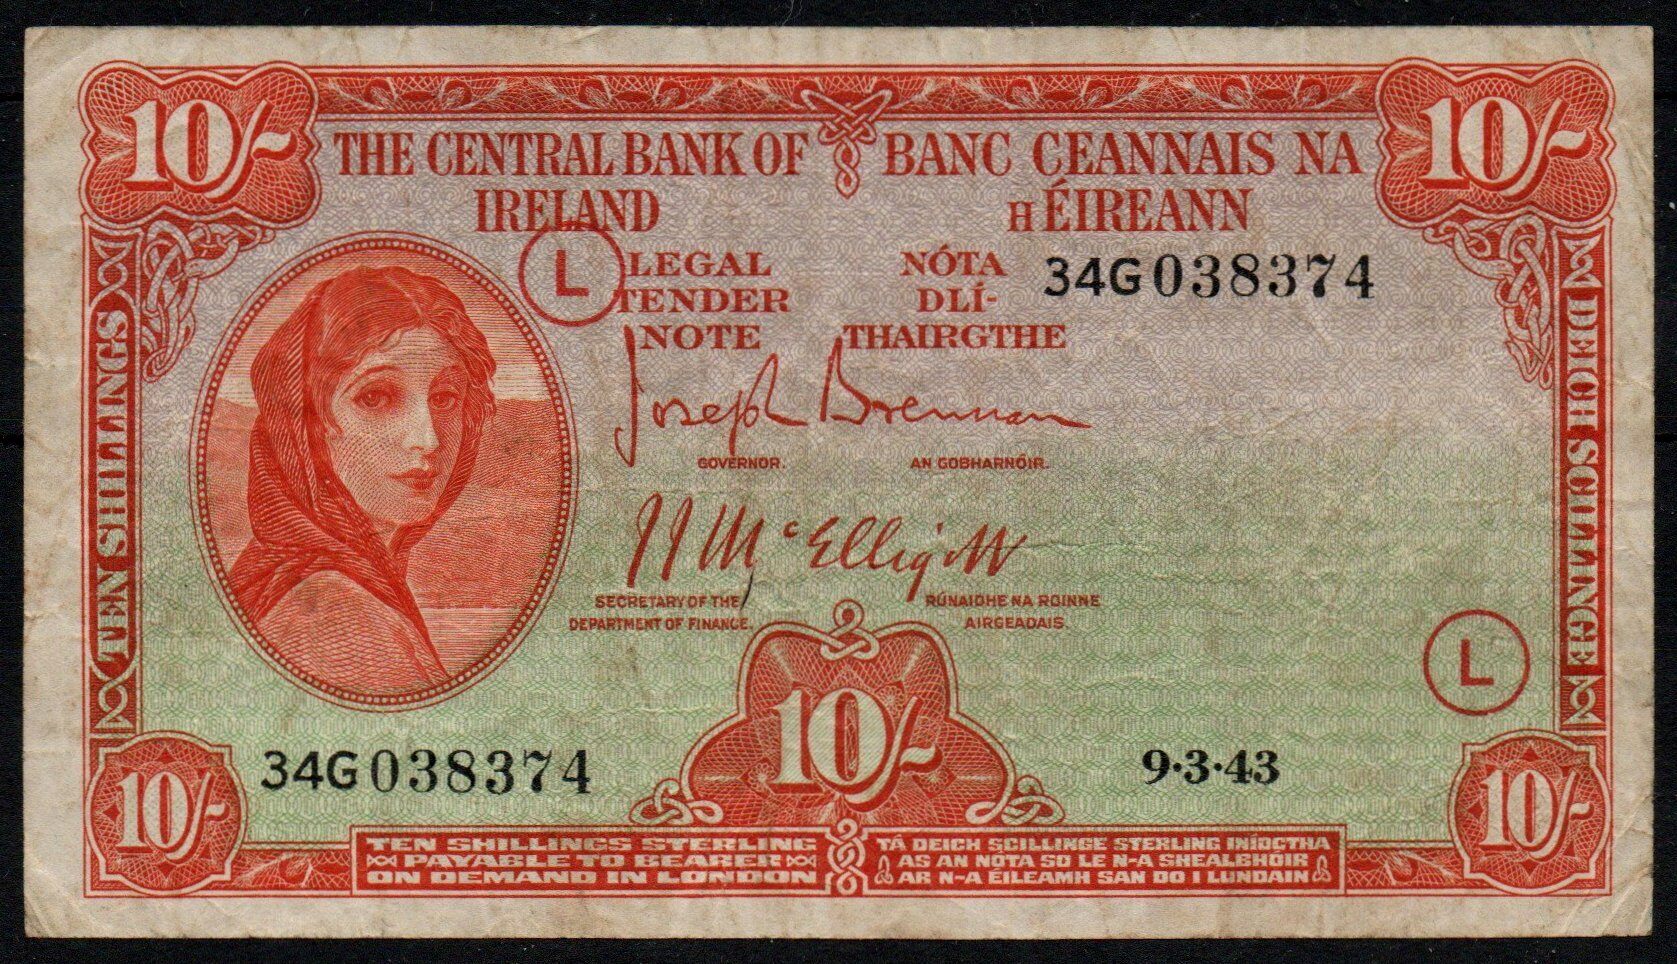 10/-
10/-
THE CENTRAL BANK OF
IRELAND
BANC CEANNAIS NA
hÉIREANN
L
LEGAL
TENDER
NOTE
NÓTA
DLÍ-
THAIRGTHE
34G038374
TEN SHILLINGS
DEICH SCILLINGE
Joseph Brennan
GOVERNOR.
AN GOBHARNÓIR.
J J McElligott
SECRETARY OF THE
DEPARTMENT OF FINANCE.
RÚNAIDHE NA ROINNE
AIRGEADAIS.
L
34G038374
10/-
9·3·43
10/-
10/-
TEN SHILLINGS STERLING
PAYABLE TO BEARER
ON DEMAND IN LONDON
TÁ DEICH SCILLINGE STERLING INÍOCTHA
AS AN NÓTA SO LE N-A SHEALBHÓIR
AR N-A ÉILEAMH SAN DO I LUNDAIN